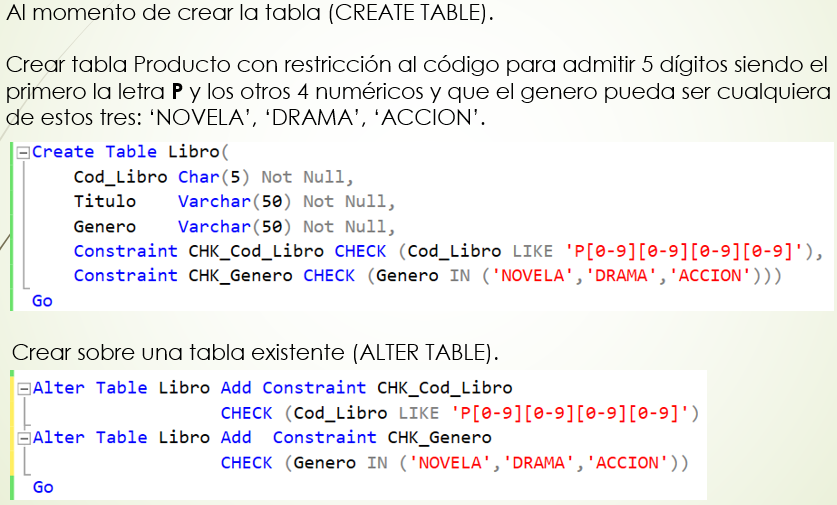 Al momento de crear la tabla (CREATE TABLE).
Crear tabla Producto con restricción al código para admitir 5 dígitos siendo el
primero la letra P y los otros 4 numéricos y que el genero pueda ser cualquiera
de estos tres: ‘NOVELA’, ‘DRAMA’, ‘ACCION’.
Create Table Libro(
Cod_Libro Char(5) Not Null,
Titulo Varchar(50) Not Null,
Genero Varchar(50) Not Null,
Constraint CHK_Cod_Libro CHECK (Cod_Libro LIKE 'P[0-9][0-9][0-9][0-9]'),
Constraint CHK_Genero CHECK (Genero IN ('NOVELA','DRAMA','ACCION')))
Go
Crear sobre una tabla existente (ALTER TABLE).
Alter Table Libro Add Constraint CHK_Cod_Libro
CHECK (Cod_Libro LIKE 'P[0-9][0-9][0-9][0-9]')
Alter Table Libro Add Constraint CHK_Genero
CHECK (Genero IN ('NOVELA','DRAMA','ACCION'))
Go